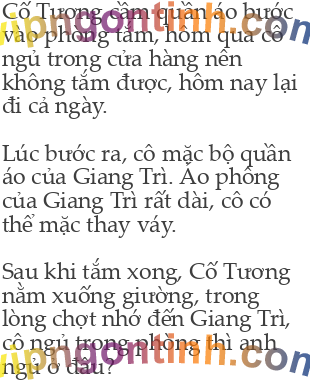 Cố Tương cầm quần áo bước
vào phòng tắm, hôm qua cô
ngủ trong cửa hàng nên
không tắm được, hôm nay lại
đi cả ngày.
Lúc bước ra, cô mặc bộ quần
áo của Giang Trì. Áo phông
của Giang Trì rất dài, cô có
thể mặc thay váy.
Sau khi tắm xong, Cố Tương
nằm xuống giường, trong
lòng chợt nhớ đến Giang Trì,
cô ngủ trong phòng thì anh
ngủ ở đâu?
vipngontinh.com
vipngontinh.com